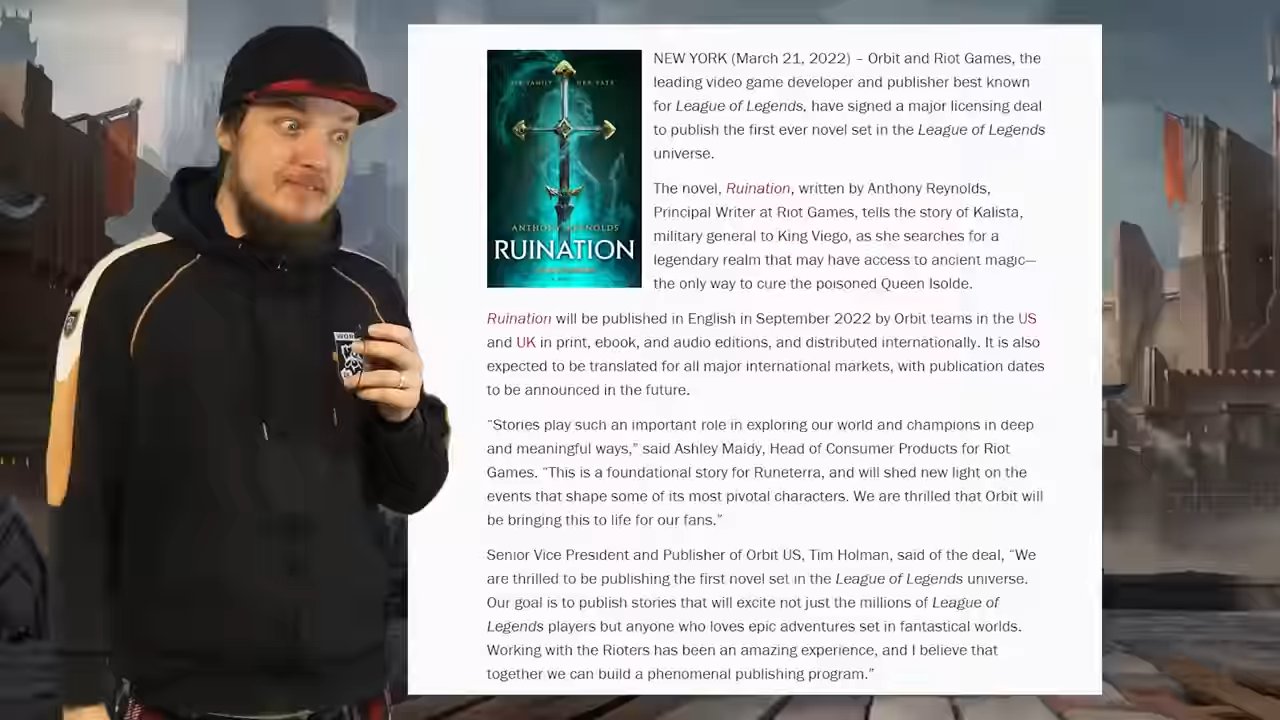 NEW YORK (March 21, 2022) – Orbit and Riot Games, the
leading video game developer and publisher best known
for League of Legends, have signed a major licensing deal
to publish the first ever novel set in the League of Legends
universe.
The novel, Ruination, written by Anthony Reynolds,
Principal Writer at Riot Games, tells the story of Kalista,
military general to King Viego, as she searches for a
legendary realm that may have access to ancient magic—
the only way to cure the poisoned Queen Isolde.
ANTHONY REYNOLDS
RUINATION
Ruination will be published in English in September 2022 by Orbit teams in the US
and UK in print, ebook, and audio editions, and distributed internationally. It is also
expected to be translated for all major international markets, with publication dates
to be announced in the future.
“Stories play such an important role in exploring our world and champions in deep
and meaningful ways,” said Ashley Maidy, Head of Consumer Products for Riot
Games. “This is a foundational story for Runeterra, and will shed new light on the
events that shape some of its most pivotal characters. We are thrilled that Orbit will
be bringing this to life for our fans.”
Senior Vice President and Publisher of Orbit US, Tim Holman, said of the deal, “We
are thrilled to be publishing the first novel set in the League of Legends universe.
Our goal is to publish stories that will excite not just the millions of League of
Legends players but anyone who loves epic adventures set in fantastical worlds.
Working with the Rioters has been an amazing experience, and I believe that
together we can build a phenomenal publishing program.”